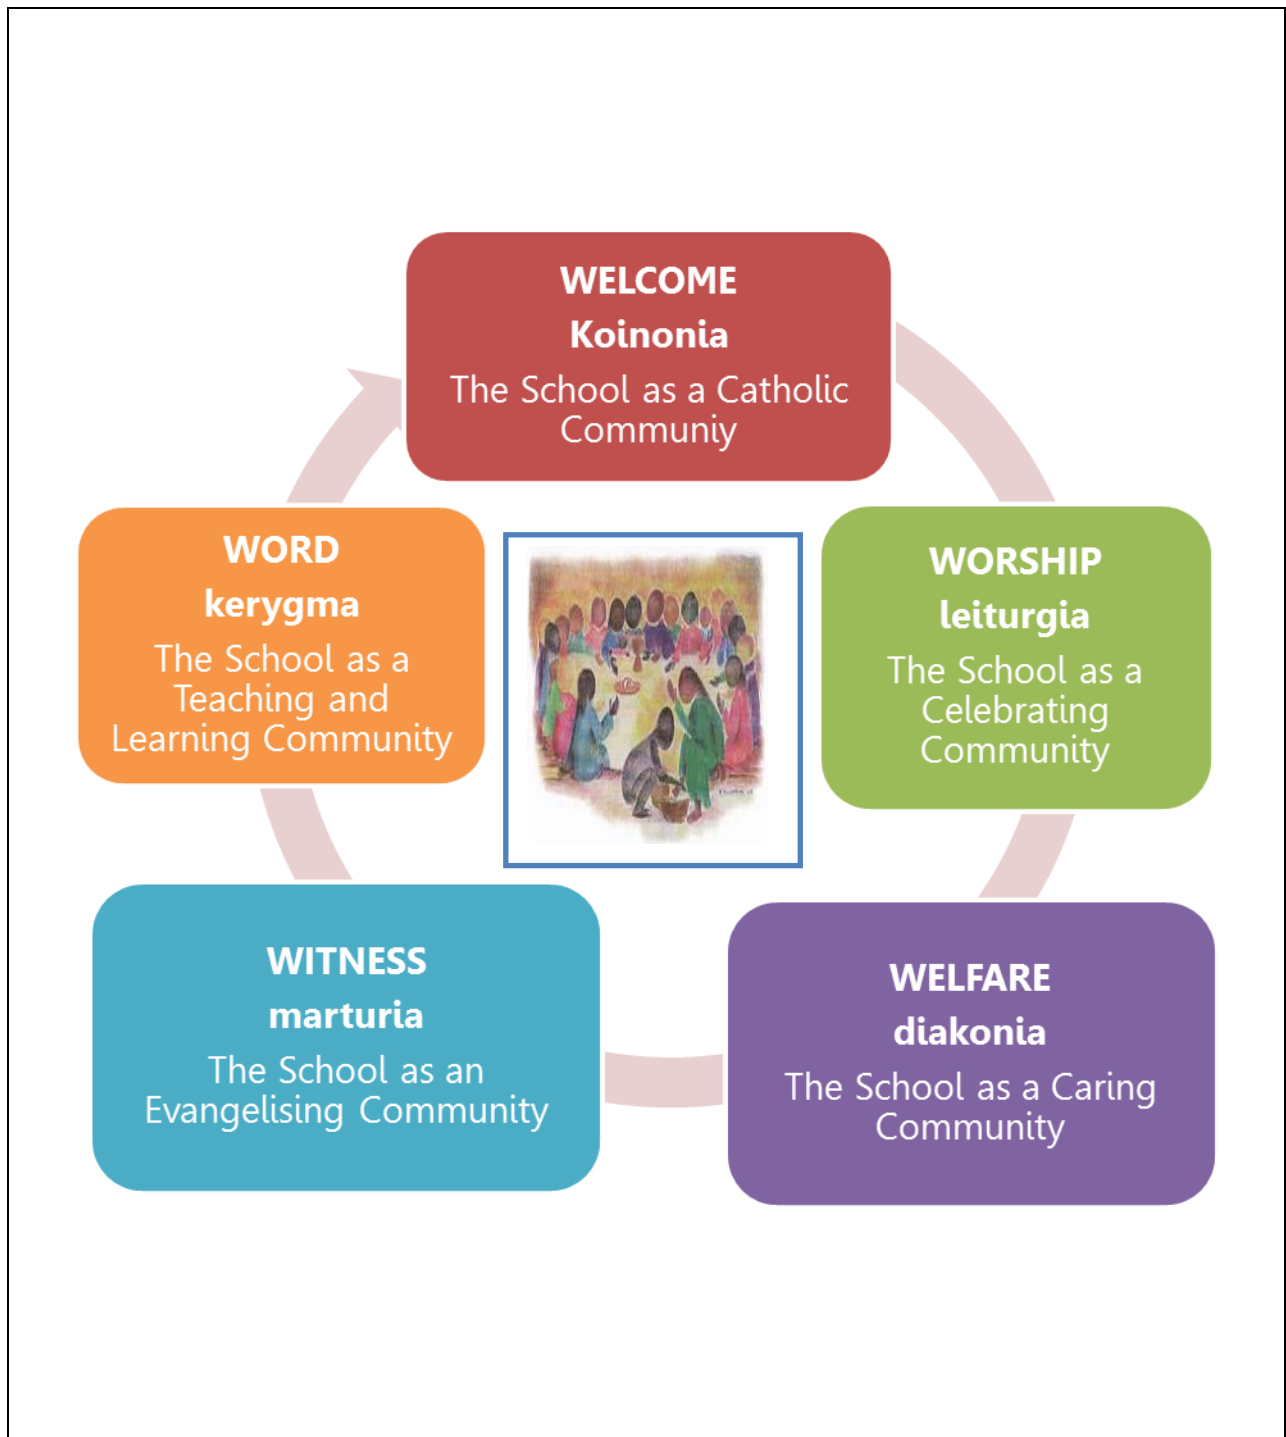 WELCOME
Koinonia
The School as a Catholic
Communiy
WORD
kerygma
The School as a
Teaching and
Learning Community
WORSHIP
leiturgia
The School as a
Celebrating
Community
WITNESS
marturia
The School as an
Evangelising Community
WELFARE
diakonia
The School as a Caring
Community